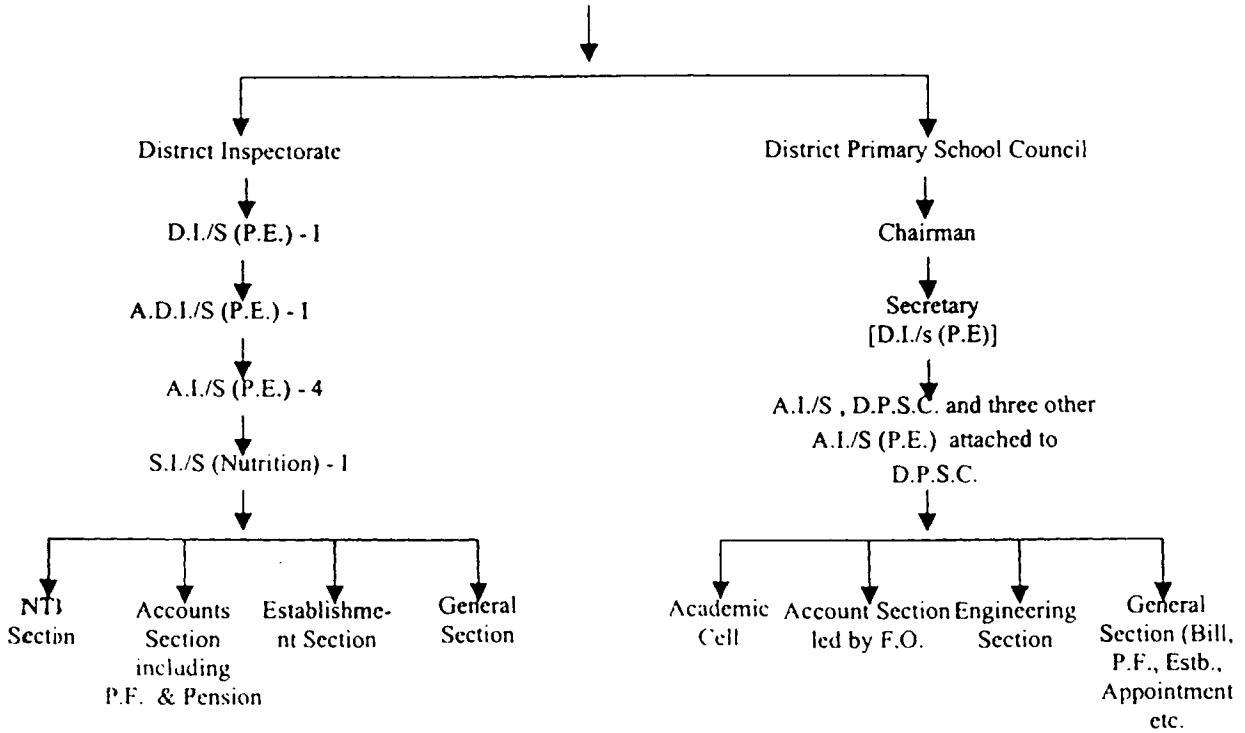 District Inspectorate
D.I./S (P.E.) - 1
A.D.I./S (P.E.) - 1
A.I./S (P.E.) - 4
S.I./S (Nutrition) - 1
NTB
Section
Accounts
Section
including
P.F. & Pension
Establishme-
nt Section
General
Section
District Primary School Council
Chairman
Secretary
[D.I./s (P.E)]
A.I./S , D.P.S.C. and three other
A.I./S (P.E.) attached to
D.P.S.C.
Academic
Cell
Account Section
led by F.O.
Engineering
Section
General
Section (Bill,
P.F., Estb.,
Appointment
etc.